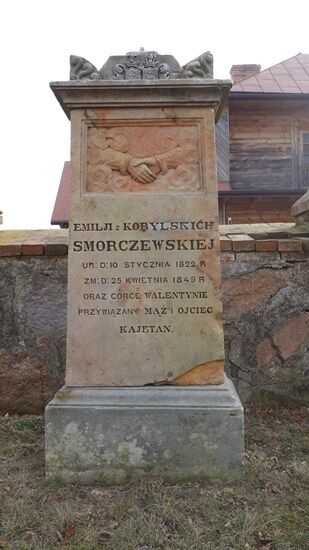 EMILJI z KOBYLSKICH
SMORCZEWSKIEJ
UR: D: 10 STYCZNIA 1822 R
ZM: D: 25 KWIETNIA 1849 R
ORAZ CÓRCE WALENTYNIE
PRZYWIĄZANY MĄŻ I OJCIEC
KAJETAN.